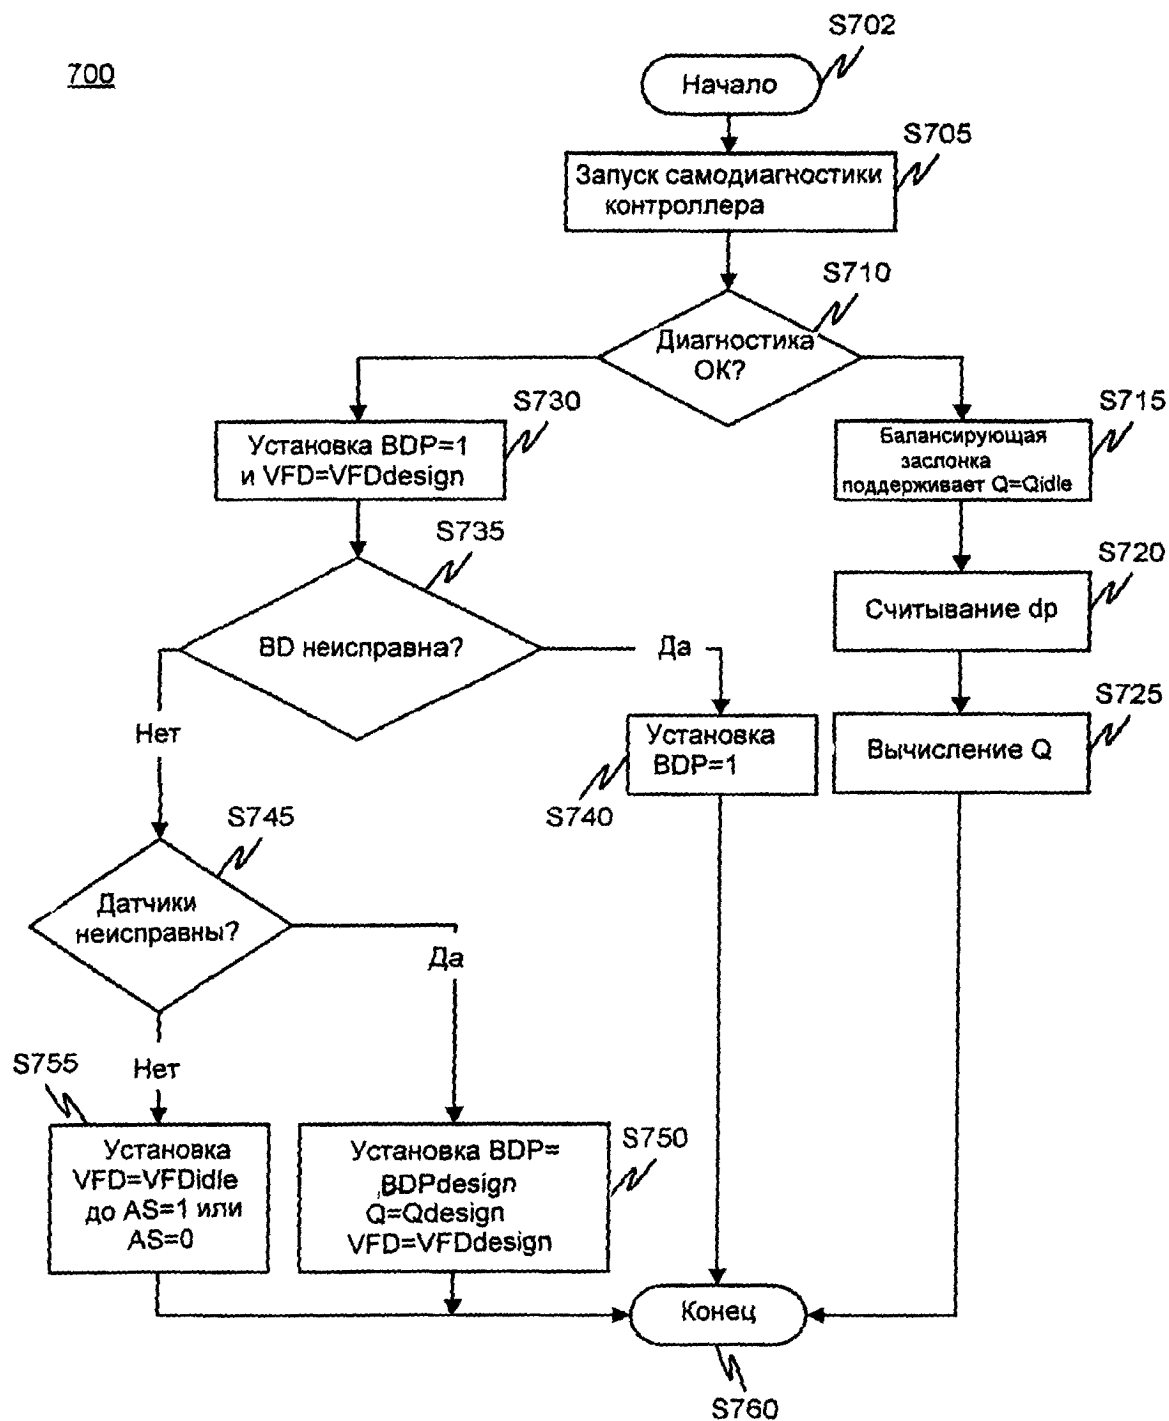 700
S702
Начало
S705
Запуск самодиагностики
контроллера
S710
Диагностика
ОК?
S730
Установка BDP=1
и VFD=VFDdesign
S715
Балансирующая
заслонка
поддерживает Q=Qidle
S735
BD неисправна?
Да
Нет
S720
Считывание dp
S740
Установка
BDP=1
S725
Вычисление Q
S745
Датчики
неисправны?
Да
Нет
S755
Установка
VFD=VFDidle
до AS=1 или
AS=0
S750
Установка BDP=
BDPdesign
Q=Qdesign
VFD=VFDdesign
Конец
S760